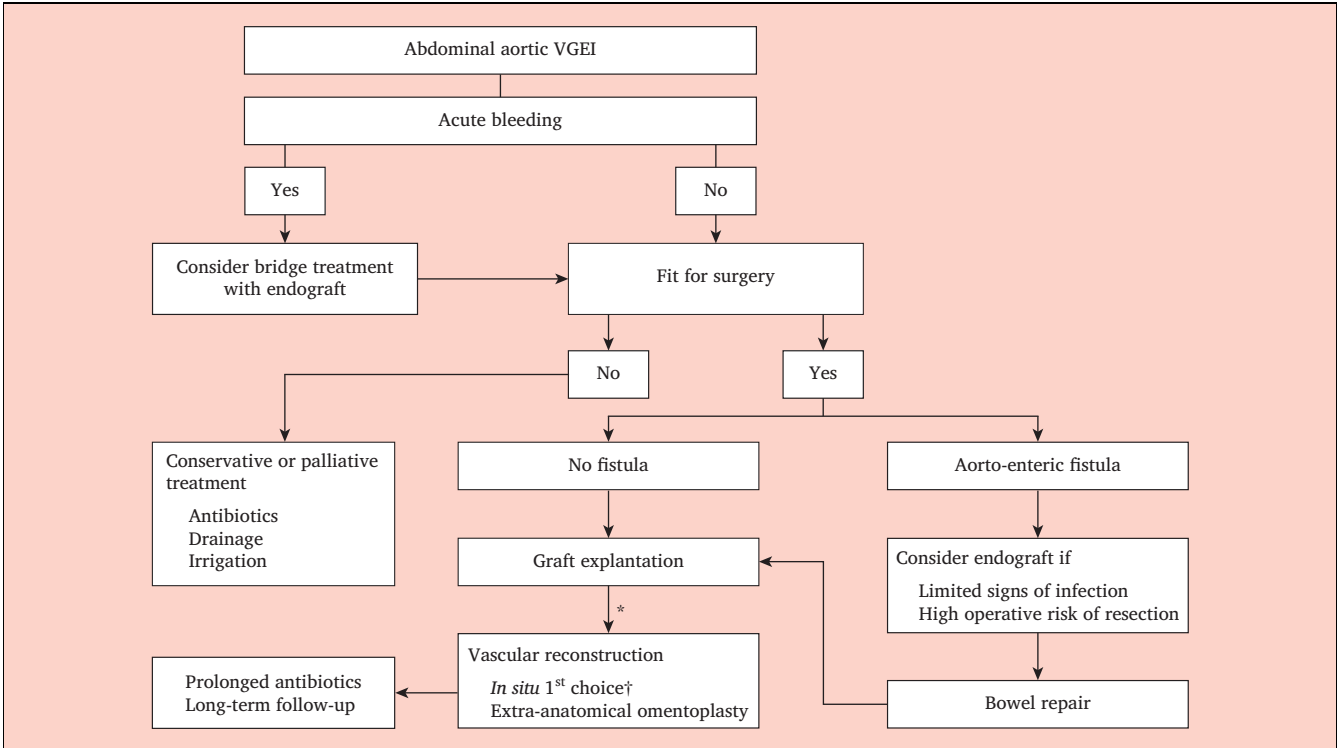 Abdominal aortic VGEI
Acute bleeding
Yes
No
Consider bridge treatment
with endograft
Fit for surgery
No
Yes
Conservative or palliative
treatment
Antibiotics
Drainage
Irrigation
No fistula
Aorto-enteric fistula
Graft explantation
Consider endograft if
Limited signs of infection
High operative risk of resection
*
Vascular reconstruction
In situ 1st choice†
Extra-anatomical omentoplasty
Prolonged antibiotics
Long-term follow-up
Bowel repair